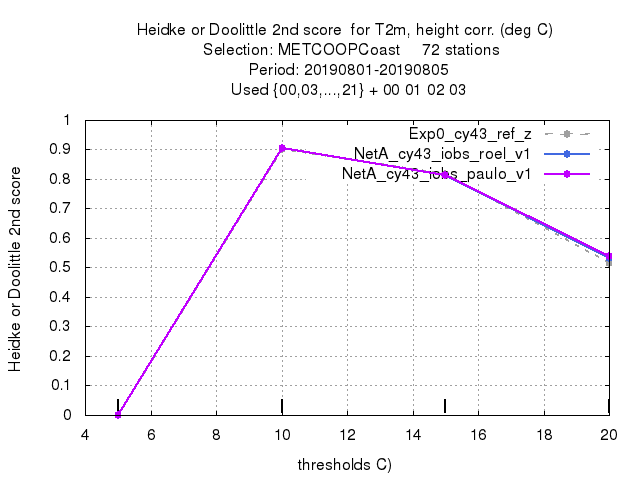 Heidke or Doolittle 2nd score  for T2m, height corr. (deg C)
Selection: METCOOPCoast     72 stations
Period: 20190801-20190805
Used {00,03,...,21} + 00 01 02 03
Exp0_cy43_ref_z
NetA_cy43_iobs_roel_v1
NetA_cy43_iobs_paulo_v1
Heidke or Doolittle 2nd score
1
0.9
0.8
0.7
0.6
0.5
0.4
0.3
0.2
0.1
0
4 6 8 10 12 14 16 18 20
thresholds C)